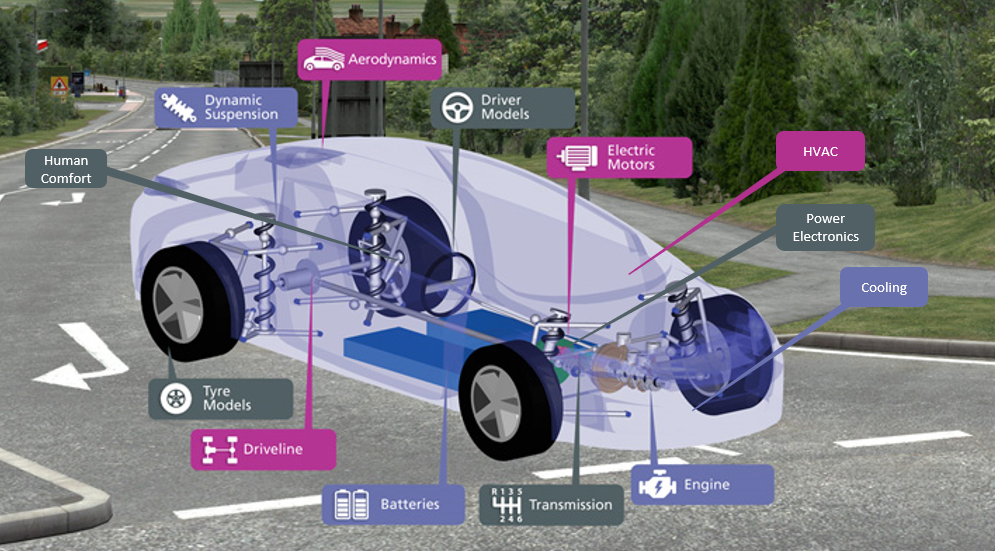 Aerodynamics
Dynamic
Suspension
Driver
Models
Human
Comfort
Electric
Motors
HVAC
Power
Electronics
Cooling
Tyre
Models
Driveline
Batteries
R 1 3 5
2 4 6
Transmission
Engine